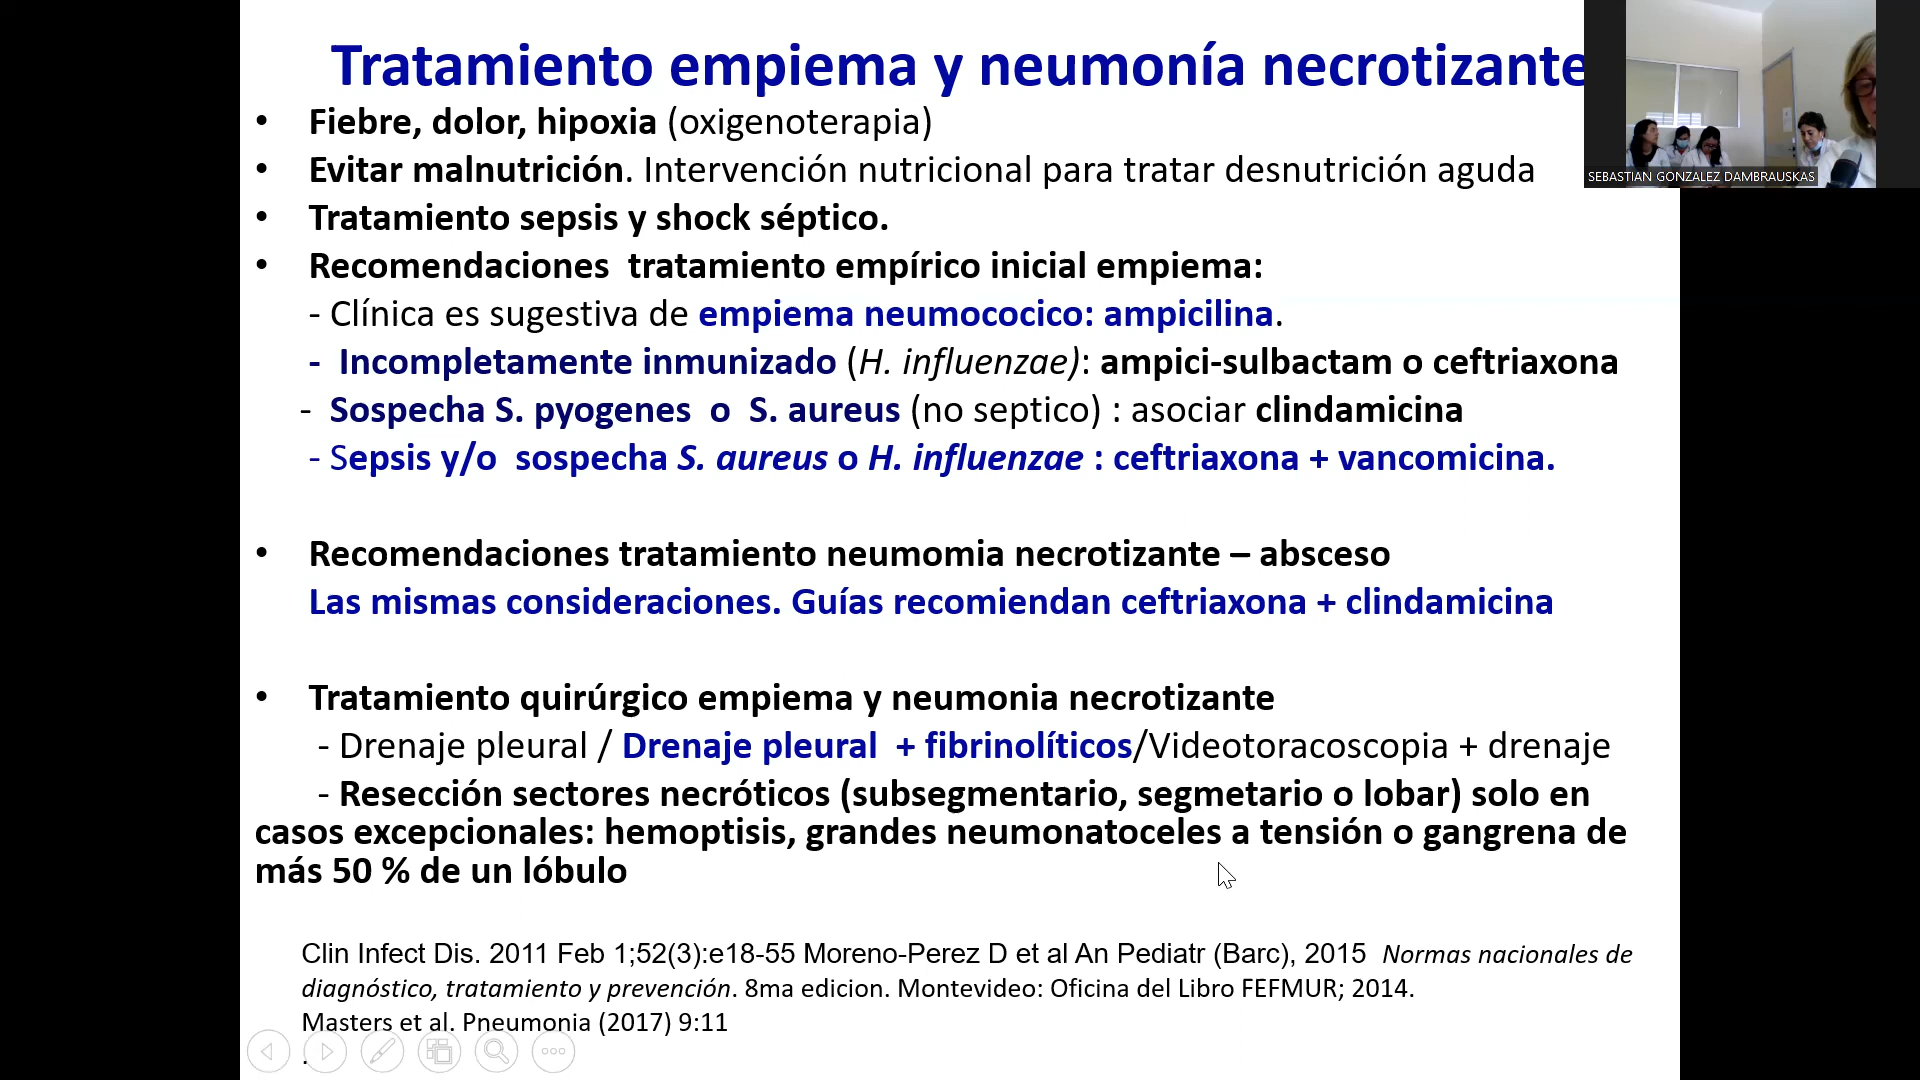 Tratamiento empiema y neumonía necrotizante
• Fiebre, dolor, hipoxia (oxigenoterapia)
• Evitar malnutrición. Intervención nutricional para tratar desnutrición aguda
SEBASTIAN GONZALEZ DAMBRAUSKAS
• Tratamiento sepsis y shock séptico.
• Recomendaciones tratamiento empírico inicial empiema:
- Clínica es sugestiva de empiema neumococico: ampicilina.
- Incompletamente inmunizado (H. influenzae): ampici-sulbactam o ceftriaxona
- Sospecha S. pyogenes o S. aureus (no septico) : asociar clindamicina
- Sepsis y/o sospecha S. aureus o H. influenzae : ceftriaxona + vancomicina.
• Recomendaciones tratamiento neumomia necrotizante – absceso
Las mismas consideraciones. Guías recomiendan ceftriaxona + clindamicina
• Tratamiento quirúrgico empiema y neumonia necrotizante
- Drenaje pleural / Drenaje pleural + fibrinolíticos/Videotoracoscopia + drenaje
- Resección sectores necróticos (subsegmentario, segmetario o lobar) solo en
casos excepcionales: hemoptisis, grandes neumonatoceles a tensión o gangrena de
más 50 % de un lóbulo
Clin Infect Dis. 2011 Feb 1;52(3):e18-55 Moreno-Perez D et al An Pediatr (Barc), 2015 Normas nacionales de
diagnóstico, tratamiento y prevención. 8ma edicion. Montevideo: Oficina del Libro FEFMUR; 2014.
Masters et al. Pneumonia (2017) 9:11
.